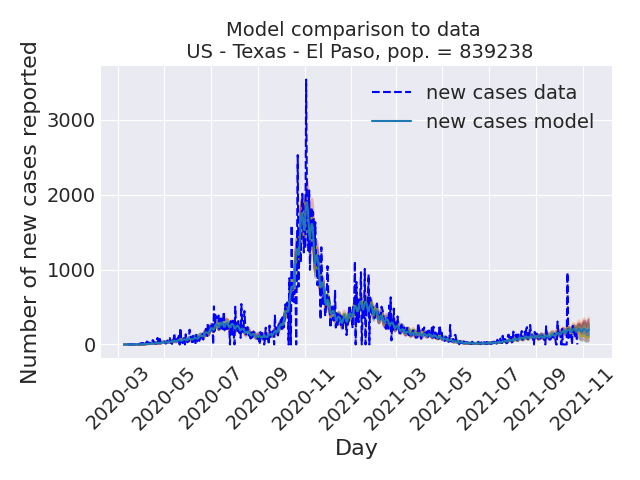 Model comparison to data
US - Texas - El Paso, pop. = 839238
Number of new cases reported
3000
2000
1000
0
new cases data
new cases model
2020-03
2020-05
2020-07
2020-09
2020-11
2021-01
2021-03
2021-05
2021-07
2021-09
2021-11
Day